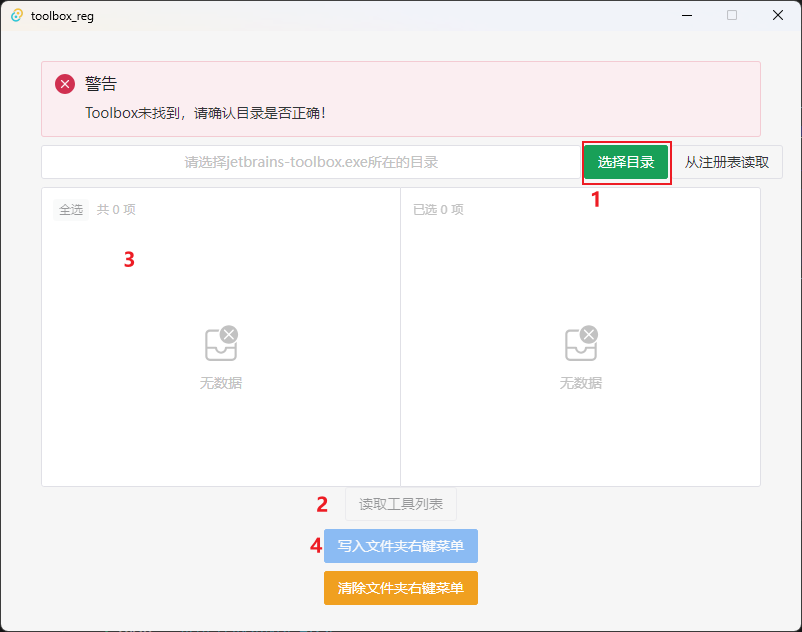 toolbox_reg
警告
Toolbox未找到，请确认目录是否正确！
请选择jetbrains-toolbox.exe所在的目录 选择目录 从注册表读取
1
全选 共 0 项 已选 0 项
3
无数据 无数据
2 读取工具列表
4 写入文件夹右键菜单
清除文件夹右键菜单